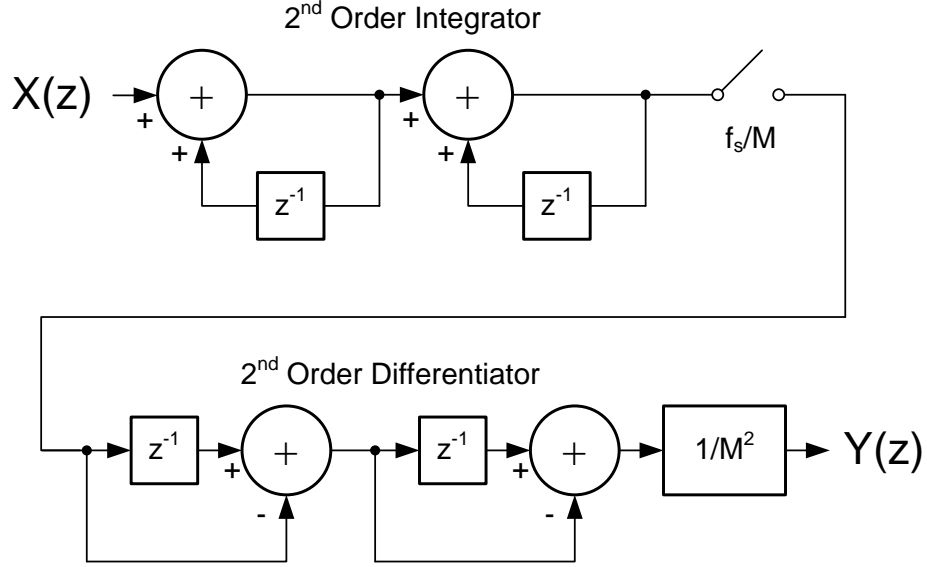 2nd Order Integrator
X(z)
+
+
+
+
+
+
fs/M
z-1
z-1
2nd Order Differentiator
z-1
+
+
z-1
+
+
1/M2
Y(z)
-
-